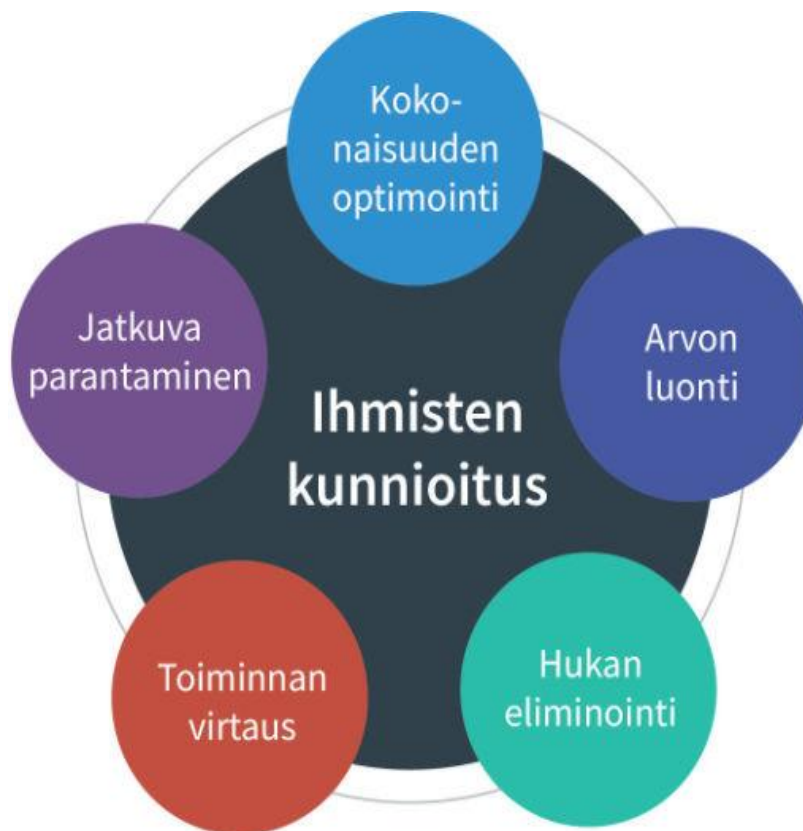 Koko-
naisuuden
optimointi
Jatkuva
parantaminen
Arvon
luonti
Ihmisten
kunnioitus
Toiminnan
virtaus
Hukan
eliminointi